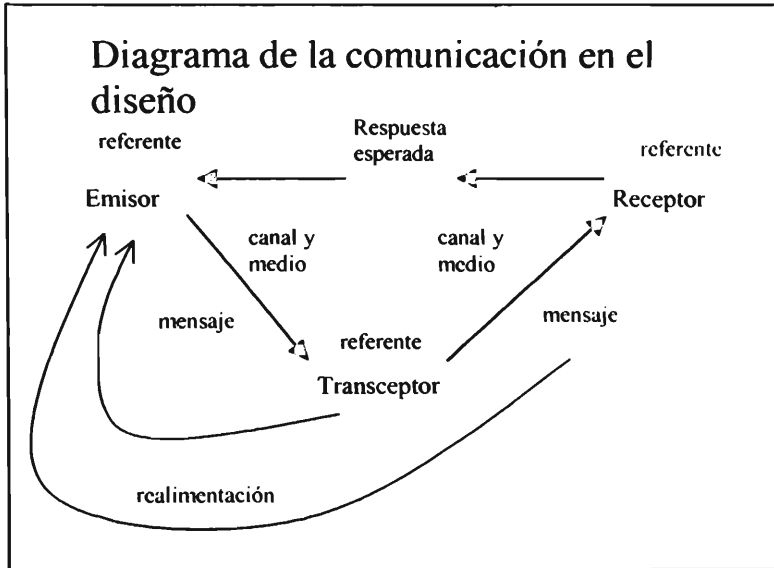 Diagrama de la comunicación en el
diseño
referente
Respuesta
esperada
referente
Emisor
Receptor
canal y
medio
canal y
medio
mensaje
mensaje
referente
Transceptor
realimentación